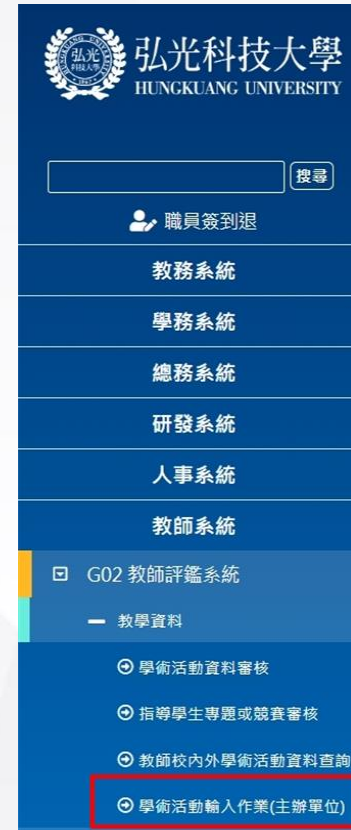 弘光科技大學
HUNGKUANG UNIVERSITY
搜尋
職員簽到退
教務系統
學務系統
總務系統
研發系統
人事系統
教師系統
G02 教師評鑑系統
教學資料
學術活動資料審核
指導學生專題或競賽審核
教師校內外學術活動資料查詢
學術活動輸入作業(主辦單位)